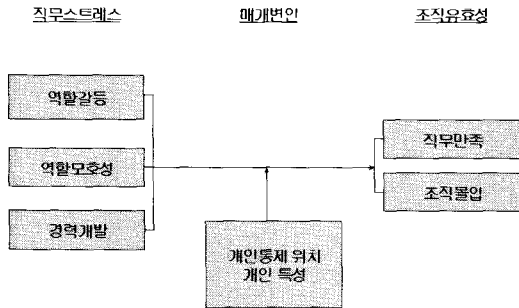 직무스트레스
매개변인
조직유효성
역할갈등
역할모호성
경력개발
개인통제 위치
개인 특성
직무만족
조직몰입